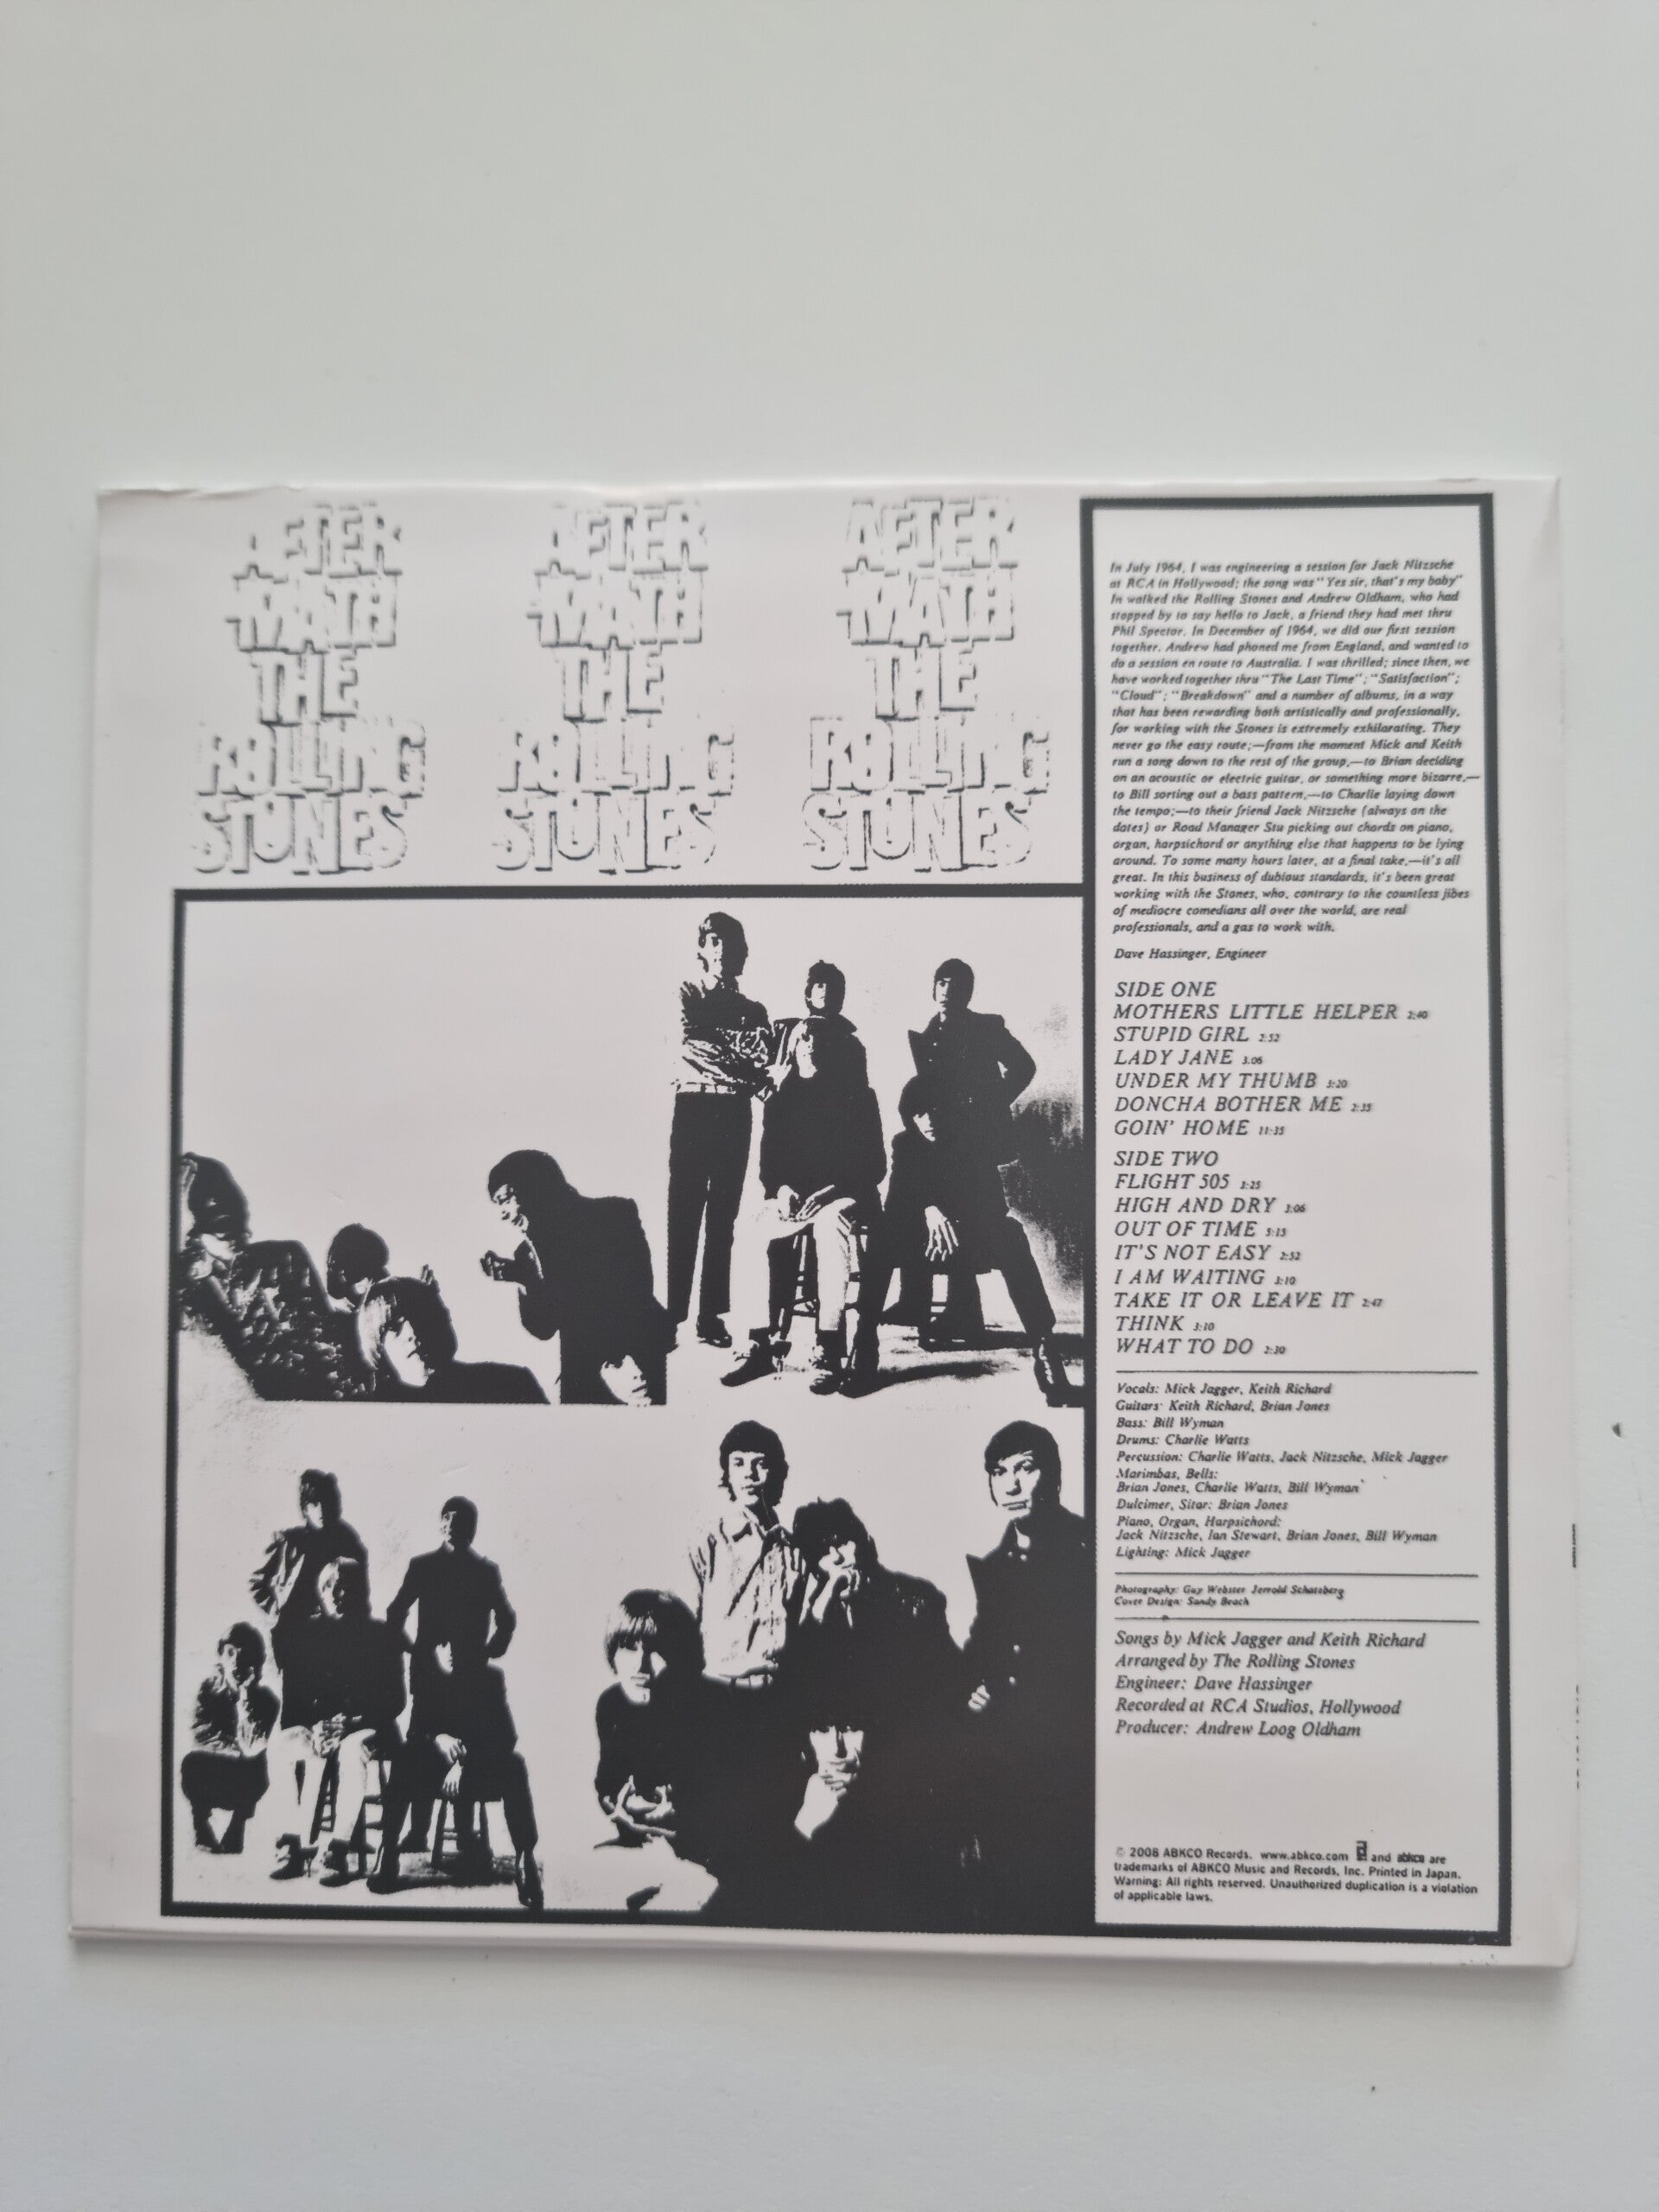 AFTER
MATH
THE
ROLLING
STONES
AFTER
MATH
THE
ROLLING
STONES
AFTER
MATH
THE
ROLLING
STONES
In July 1964, I was engineering a session for Jack Nitzsche
at RCA in Hollywood; the song was "Yes sir, that's my baby"
In walked the Rolling Stones and Andrew Oldham, who had
stopped by to say hello to Jack, a friend they had met thru
Phil Spector. In December of 1964, we did our first session
together. Andrew had phoned me from England, and wanted to
do a session en route to Australia. I was thrilled; since then, we
have worked together thru "The Last Time"; "Satisfaction";
"Cloud"; "Breakdown" and a number of albums, in a way
that has been rewarding both artistically and professionally,
for working with the Stones is extremely exhilarating. They
never go the easy route;—from the moment Mick and Keith
run a song down to the rest of the group,—to Brian deciding
on an acoustic or electric guitar, or something more bizarre,—
to Bill sorting out a bass pattern,—to Charlie laying down
the tempo;—to their friend Jack Nitzsche (always on the
dates) or Road Manager Stu picking out chords on piano,
organ, harpsichord or anything else that happens to be lying
around. To some many hours later, at a final take,—it's all
great. In this business of dubious standards, it's been great
working with the Stones, who, contrary to the countless jibes
of mediocre comedians all over the world, are real
professionals, and a gas to work with.
Dave Hassinger, Engineer
SIDE ONE
MOTHERS LITTLE HELPER 2:40
STUPID GIRL 2:52
LADY JANE 3.06
UNDER MY THUMB 3:20
DONCHA BOTHER ME 2:35
GOIN' HOME 11:35
SIDE TWO
FLIGHT 505 3:25
HIGH AND DRY 3:06
OUT OF TIME 5:15
IT'S NOT EASY 2:52
I AM WAITING 3:10
TAKE IT OR LEAVE IT 2:47
THINK 3:10
WHAT TO DO 2:30
Vocals: Mick Jagger, Keith Richard
Guitars: Keith Richard, Brian Jones
Bass: Bill Wyman
Drums: Charlie Watts
Percussion: Charlie Watts, Jack Nitzsche, Mick Jagger
Marimbas, Bells:
Brian Jones, Charlie Watts, Bill Wyman
Dulcimer, Sitar: Brian Jones
Piano, Organ, Harpsichord:
Jack Nitzsche, Ian Stewart, Brian Jones, Bill Wyman
Lighting: Mick Jagger
Photography: Guy Webster Jerrold Schatzberg
Cover Design: Sandy Beach
Songs by Mick Jagger and Keith Richard
Arranged by The Rolling Stones
Engineer: Dave Hassinger
Recorded at RCA Studios, Hollywood
Producer: Andrew Loog Oldham
© 2008 ABKCO Records. www.abkco.com and abkco are
trademarks of ABKCO Music and Records, Inc. Printed in Japan.
Warning: All rights reserved. Unauthorized duplication is a violation
of applicable laws.